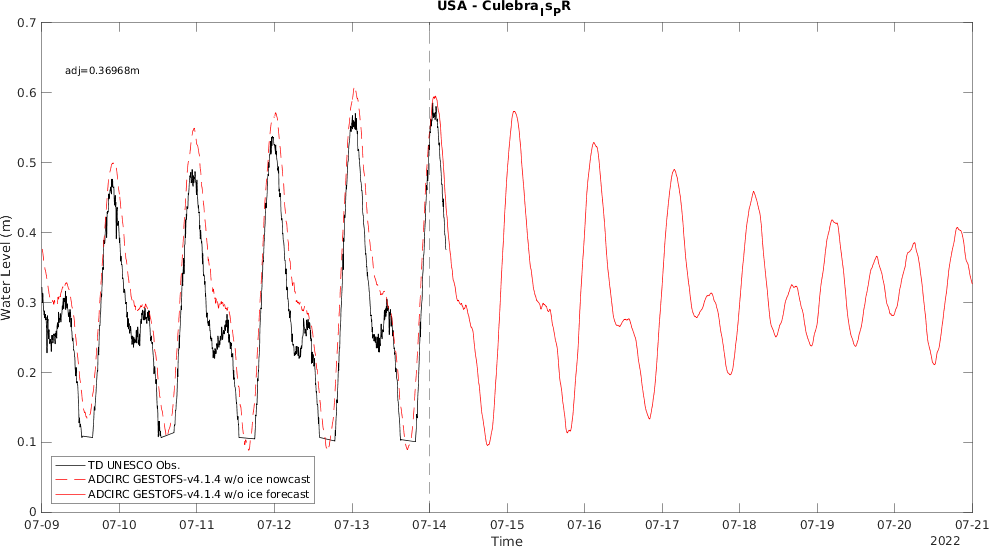 USA - Culebra_Is_PR
adj=0.36968m
0.7
0.6
0.5
0.4
0.3
0.2
0.1
0
Water Level (m)
TD UNESCO Obs.
ADCIRC GESTOFS-v4.1.4 w/o ice nowcast
ADCIRC GESTOFS-v4.1.4 w/o ice forecast
07-09 07-10 07-11 07-12 07-13 07-14 07-15 07-16 07-17 07-18 07-19 07-20 07-21
Time
2022